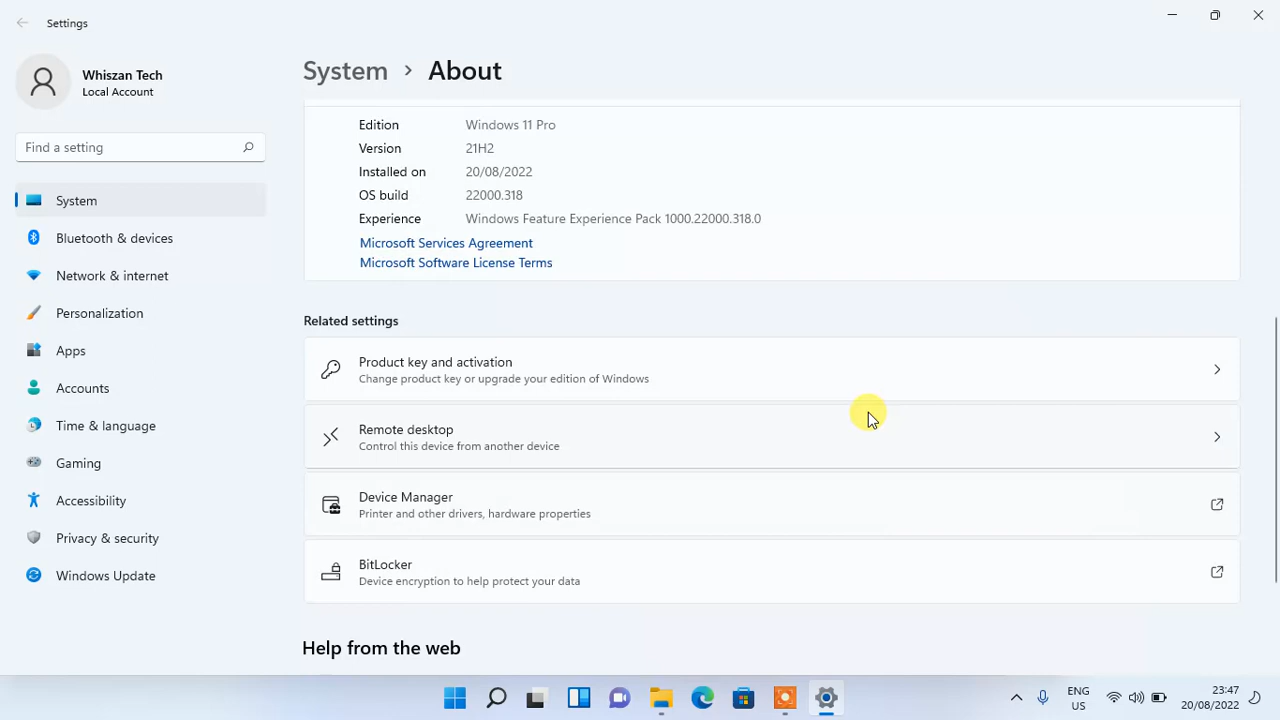 Settings
Whiszan Tech
Local Account
Find a setting
System
Bluetooth & devices
Network & internet
Personalization
Apps
Accounts
Time & language
Gaming
Accessibility
Privacy & security
Windows Update
System > About
Edition Windows 11 Pro
Version 21H2
Installed on 20/08/2022
OS build 22000.318
Experience Windows Feature Experience Pack 1000.22000.318.0
Microsoft Services Agreement
Microsoft Software License Terms
Related settings
Product key and activation
Change product key or upgrade your edition of Windows
Remote desktop
Control this device from another device
Device Manager
Printer and other drivers, hardware properties
BitLocker
Device encryption to help protect your data
Help from the web
ENG
US
23:47
20/08/2022